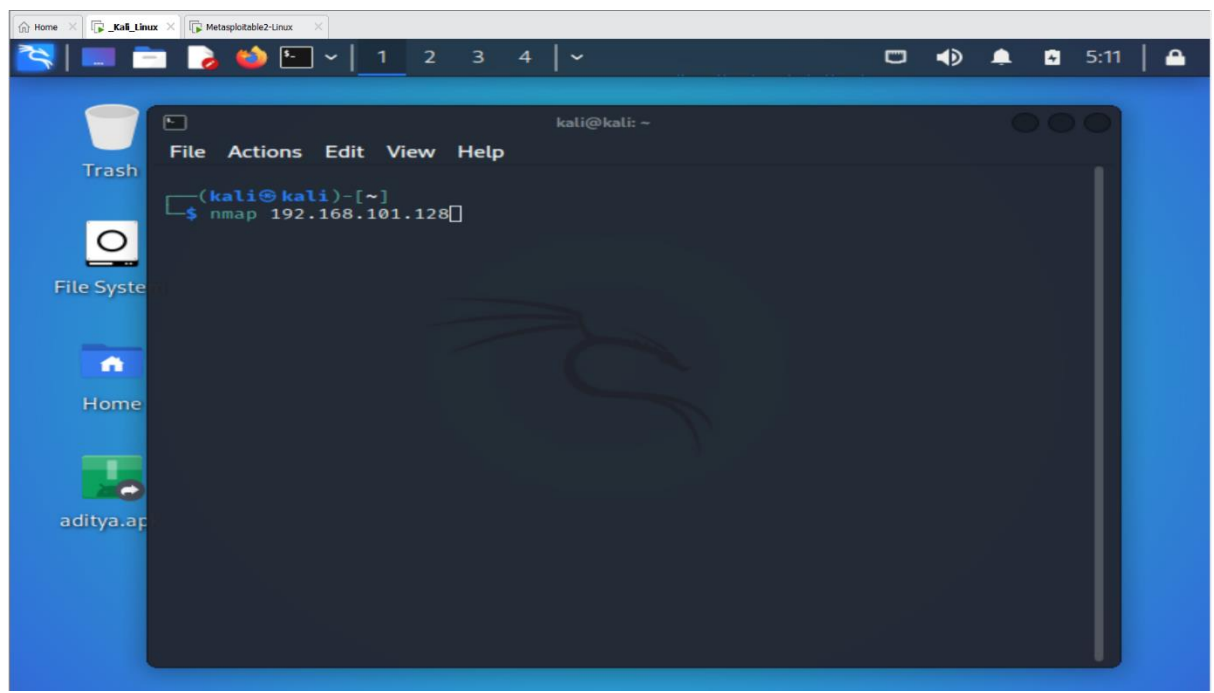 Home _Kali_Linux Metasploitable2-Linux
1 2 3 4 5:11
kali@kali: ~
File Actions Edit View Help
Trash
(kali㉿kali)-[~]
$ nmap 192.168.101.128
File Syste
Home
aditya.ap